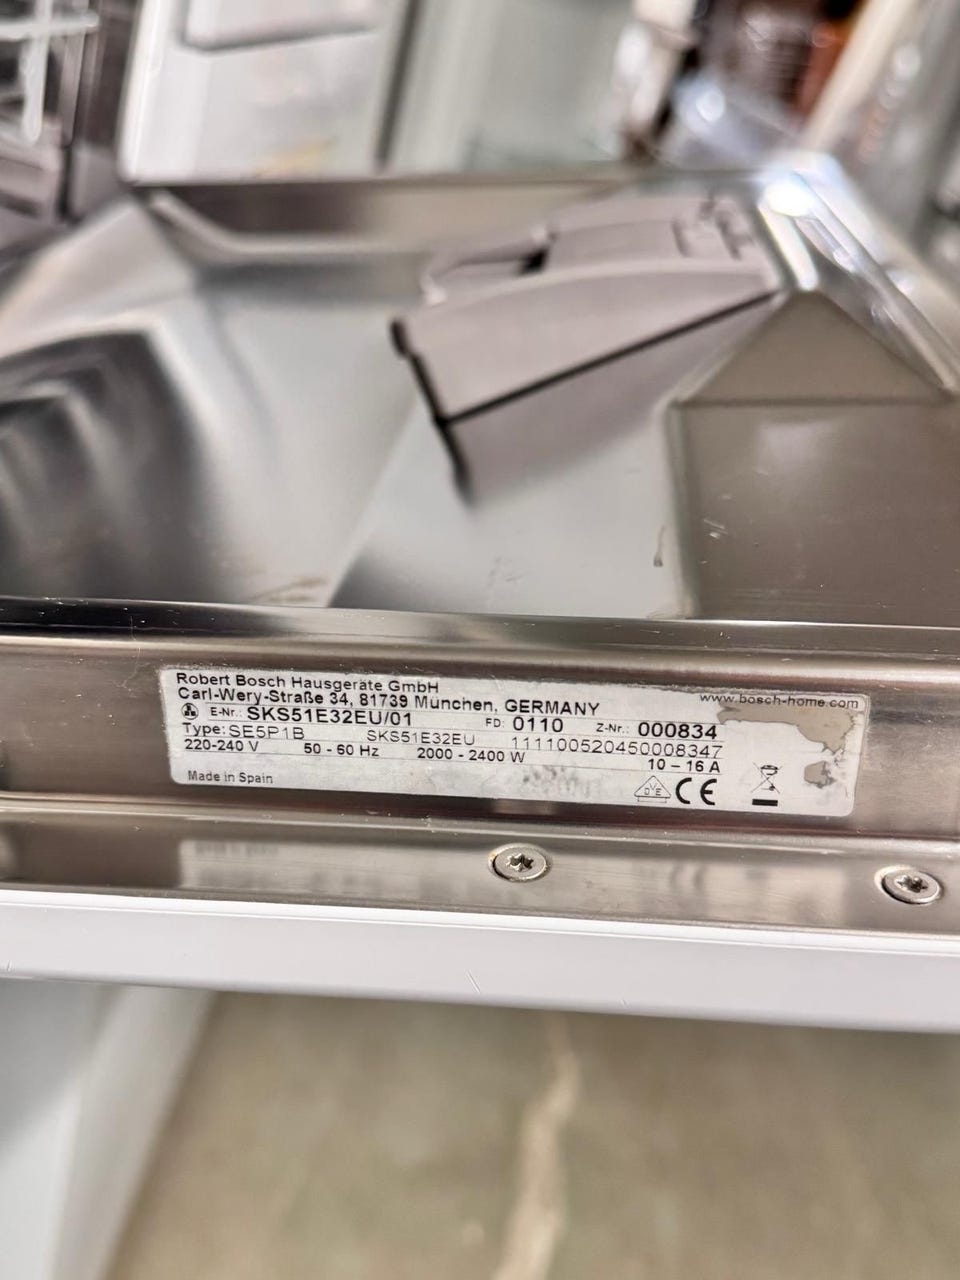 Robert Bosch Hausgeräte GmbH
Carl-Wery-Straße 34, 81739 München, GERMANY
www.bosch-home.com
E-Nr.: SKS51E32EU/01 FD: 0110 Z-Nr.: 000834
Type: SE5P1B SKS51E32EU 111100520450008347
220-240 V 50 - 60 Hz 2000 - 2400 W 10 – 16 A
Made in Spain
DVE CE